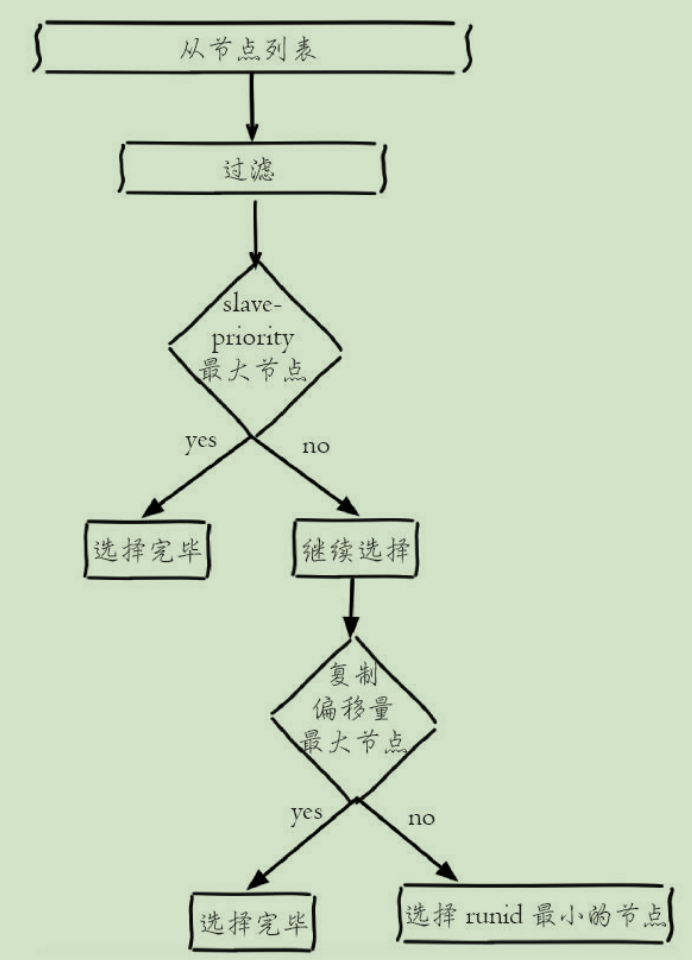 从节点列表
过滤
slave-
priority
最大节点
yes
no
选择完毕
继续选择
复制
偏移量
最大节点
yes
no
选择完毕
选择 runid 最小的节点